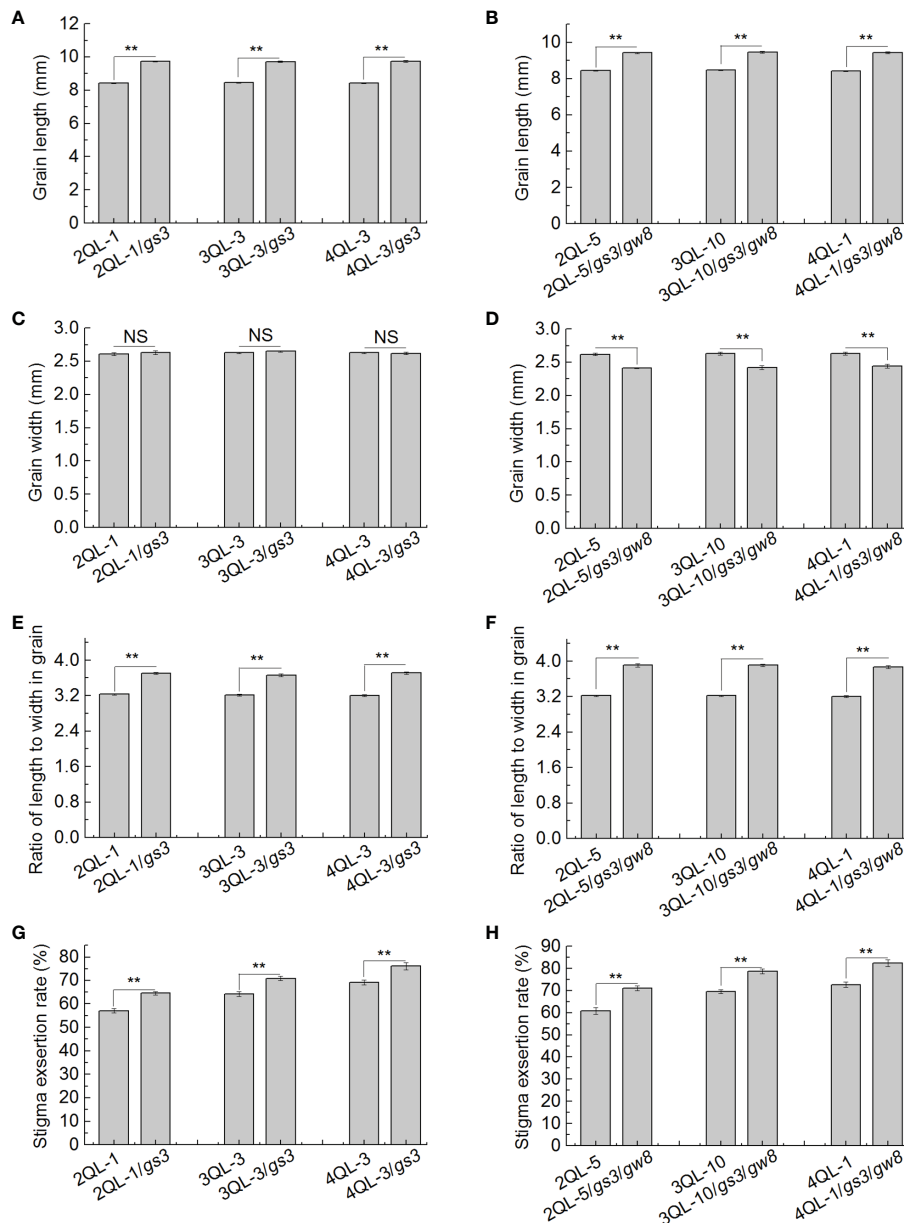 A
Grain length (mm)
12
10
8
6
4
2
0
**
**
**
2QL-1
2QL-1/gs3
3QL-3
3QL-3/gs3
4QL-3
4QL-3/gs3
B
Grain length (mm)
12
10
8
6
4
2
0
**
**
**
2QL-5
2QL-5/gs3/gw8
3QL-10
3QL-10/gs3/gw8
4QL-1
4QL-1/gs3/gw8
C
Grain width (mm)
3.0
2.5
2.0
1.5
1.0
0.5
0.0
NS
NS
NS
2QL-1
2QL-1/gs3
3QL-3
3QL-3/gs3
4QL-3
4QL-3/gs3
D
Grain width (mm)
3.0
2.5
2.0
1.5
1.0
0.5
0.0
**
**
**
2QL-5
2QL-5/gs3/gw8
3QL-10
3QL-10/gs3/gw8
4QL-1
4QL-1/gs3/gw8
E
Ratio of length to width in grain
4.0
3.2
2.4
1.6
0.8
0.0
**
**
**
2QL-1
2QL-1/gs3
3QL-3
3QL-3/gs3
4QL-3
4QL-3/gs3
F
Ratio of length to width in grain
4.0
3.2
2.4
1.6
0.8
0.0
**
**
**
2QL-5
2QL-5/gs3/gw8
3QL-10
3QL-10/gs3/gw8
4QL-1
4QL-1/gs3/gw8
G
Stigma exsertion rate (%)
80
70
60
50
40
30
20
10
0
**
**
**
2QL-1
2QL-1/gs3
3QL-3
3QL-3/gs3
4QL-3
4QL-3/gs3
H
Stigma exsertion rate (%)
90
80
70
60
50
40
30
20
10
0
**
**
**
2QL-5
2QL-5/gs3/gw8
3QL-10
3QL-10/gs3/gw8
4QL-1
4QL-1/gs3/gw8